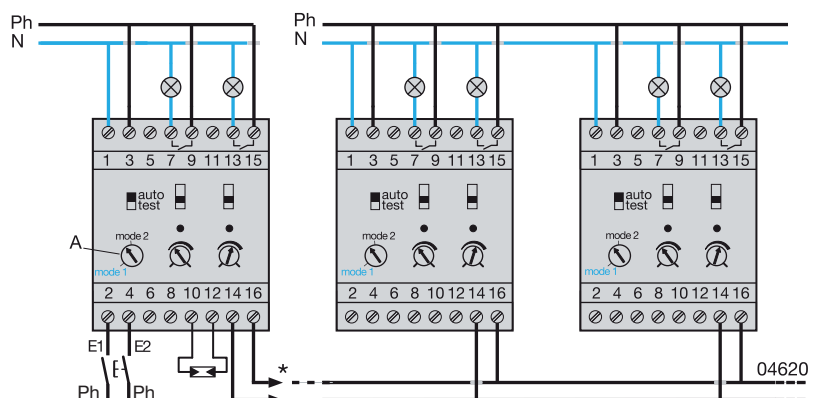 Ph Ph
N N
1 3 5 7 9 11 13 15 1 3 5 7 9 11 13 15 1 3 5 7 9 11 13 15
auto auto auto
test test test
mode 2 mode 2 mode 2
A
mode 1 mode 1 mode 1
2 4 6 8 10 12 14 16 2 4 6 8 10 12 14 16 2 4 6 8 10 12 14 16
E1 E2
* 04620
Ph Ph